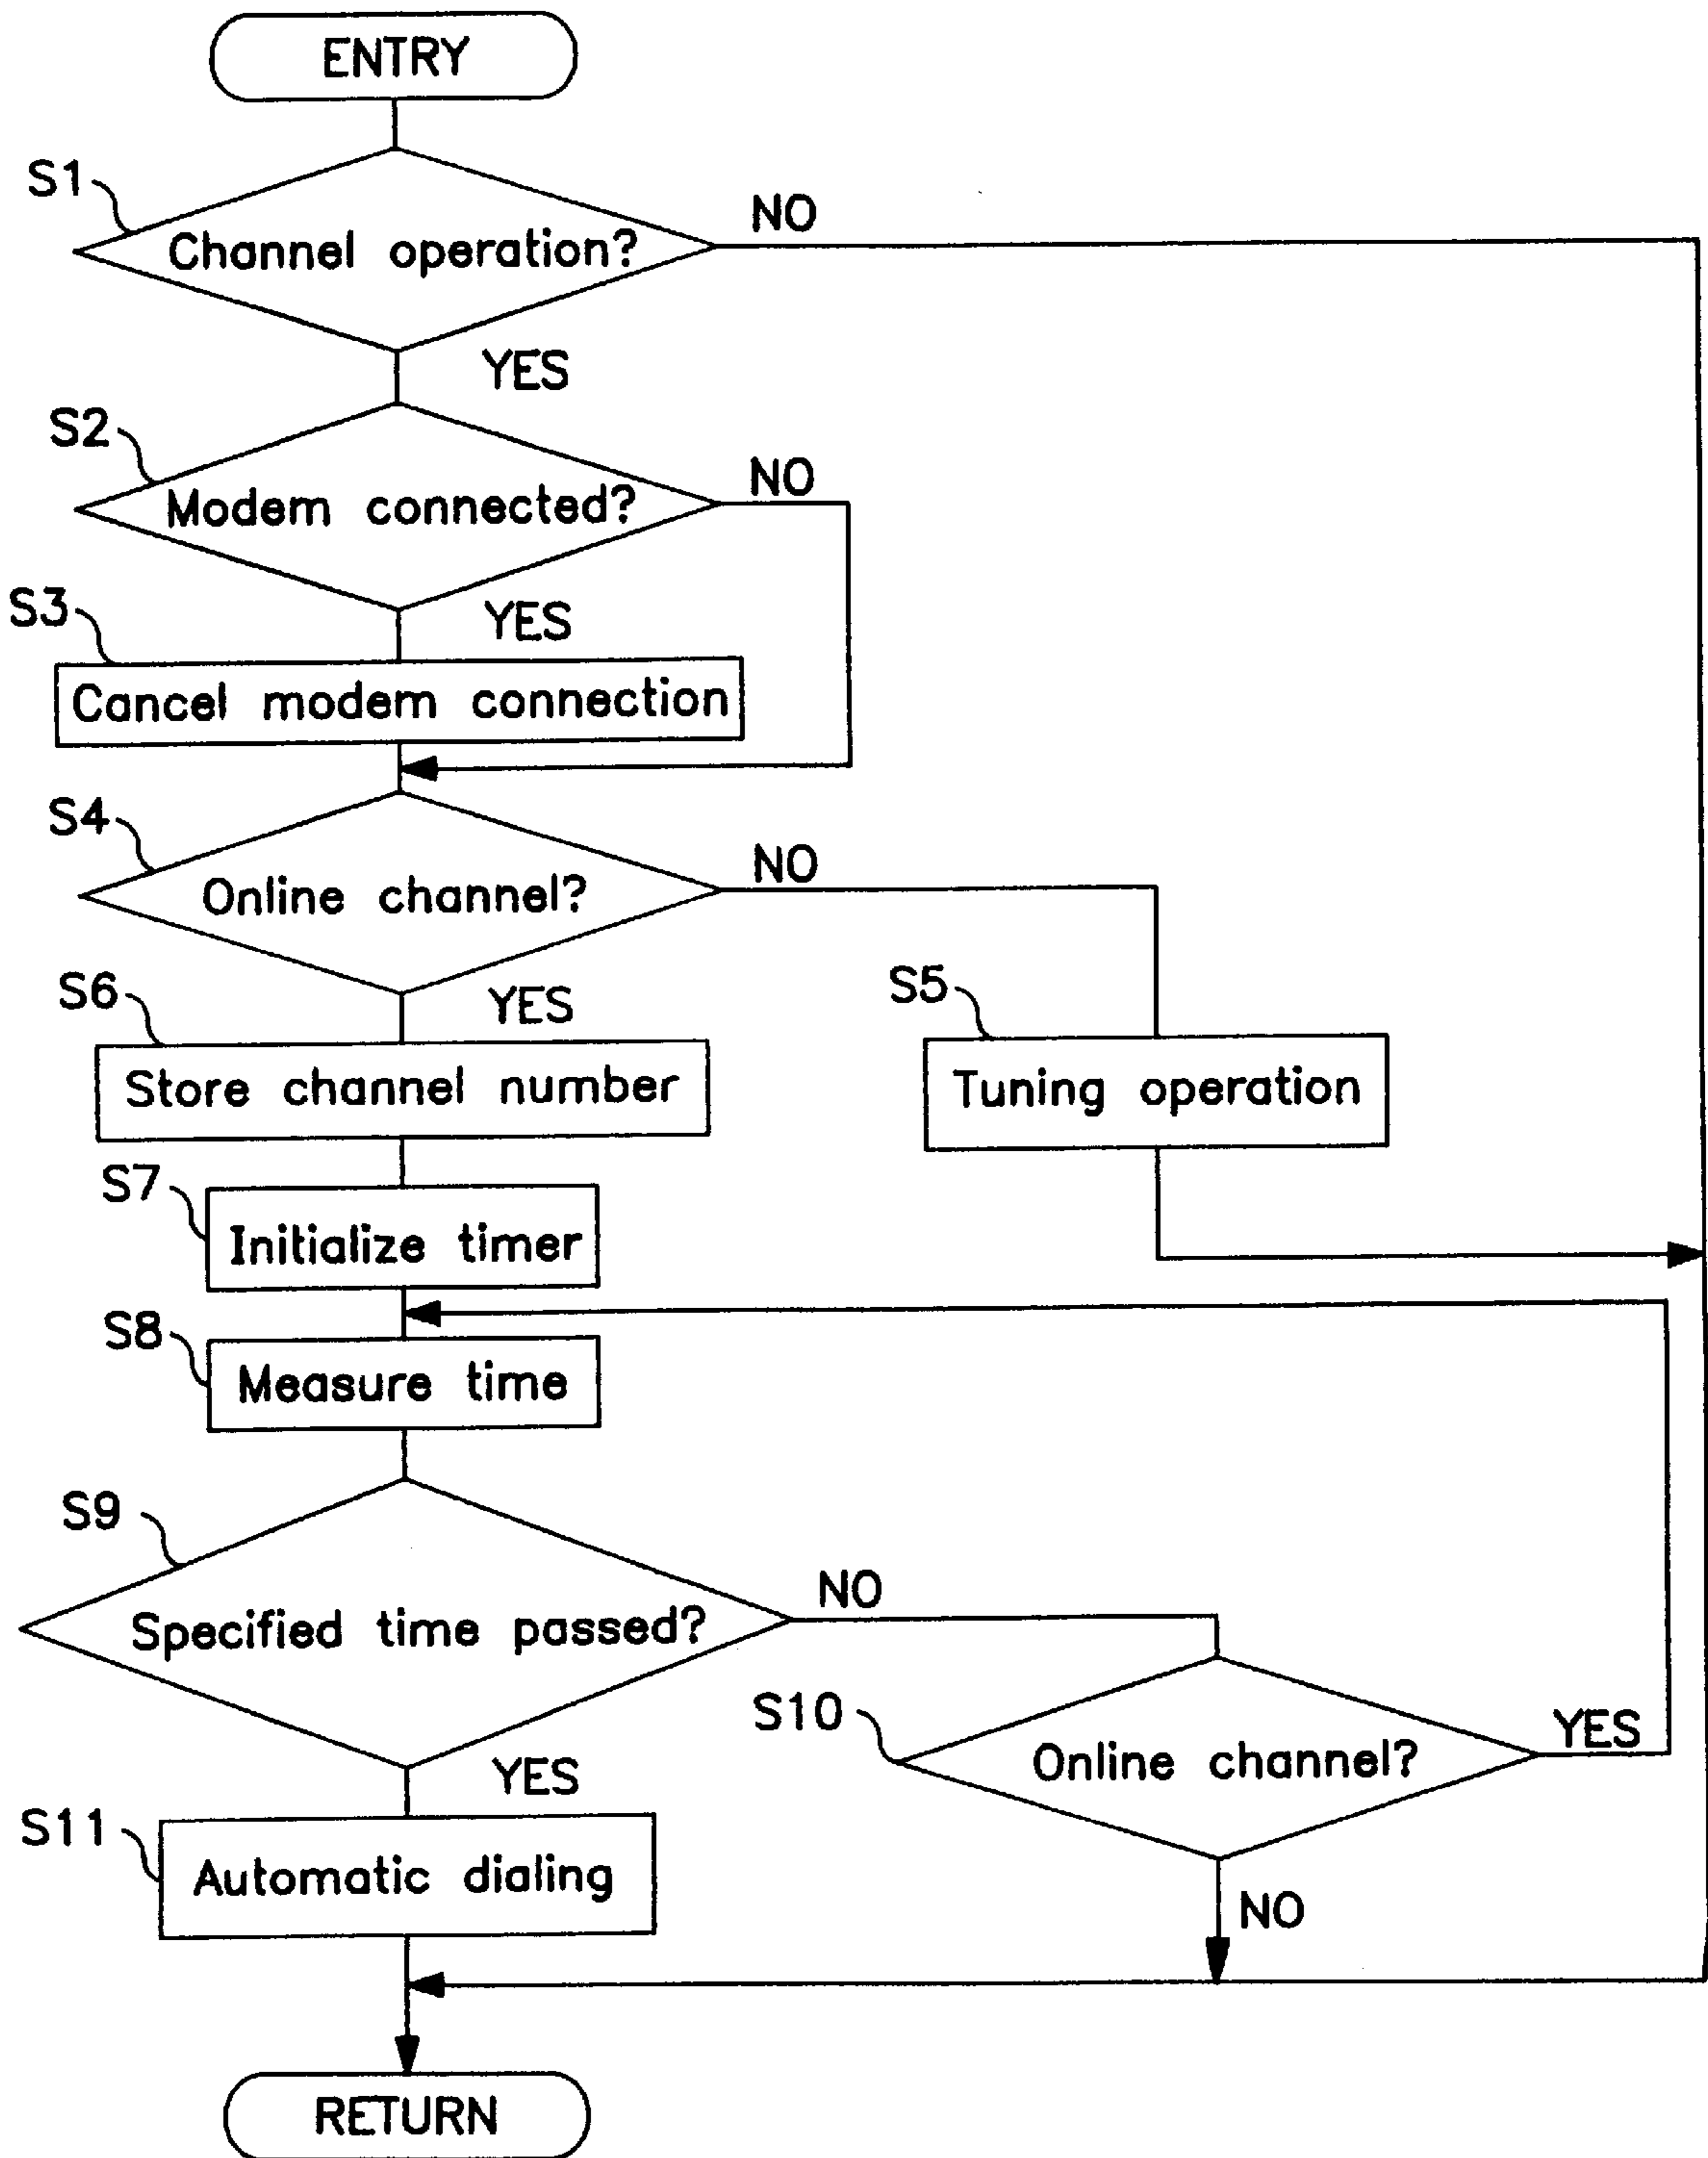 ENTRY
S1
Channel operation?
NO
YES
S2
Modem connected?
NO
YES
S3
Cancel modem connection
S4
Online channel?
NO
YES
S6
Store channel number
S5
Tuning operation
S7
Initialize timer
S8
Measure time
S9
Specified time passed?
NO
YES
S10
Online channel?
YES
NO
S11
Automatic dialing
RETURN